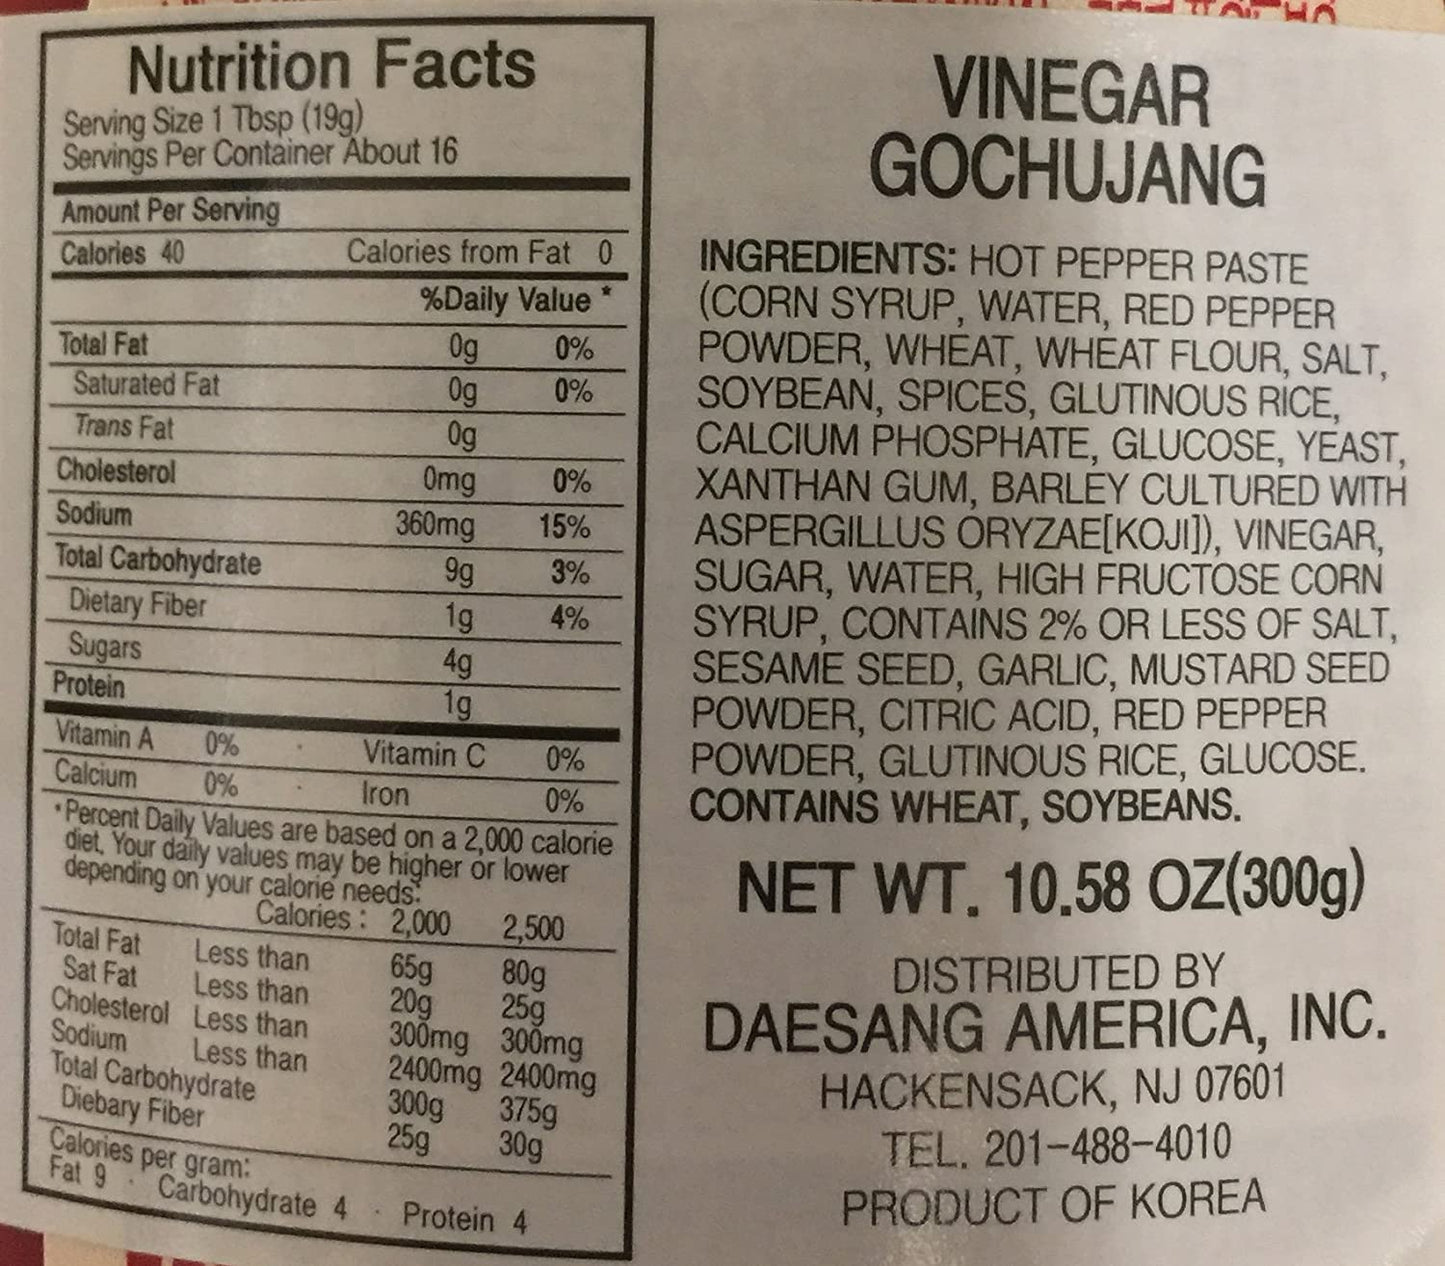 Nutrition Facts
Serving Size 1 Tbsp (19g)
Servings Per Container About 16
Amount Per Serving
Calories 40 Calories from Fat 0
%Daily Value *
Total Fat 0g 0%
Saturated Fat 0g 0%
Trans Fat 0g
Cholesterol 0mg 0%
Sodium 360mg 15%
Total Carbohydrate 9g 3%
Dietary Fiber 1g 4%
Sugars 4g
Protein 1g
Vitamin A 0% · Vitamin C 0%
Calcium 0% · Iron 0%
*Percent Daily Values are based on a 2,000 calorie
diet, Your daily values may be higher or lower
depending on your calorie needs:
Calories : 2,000 2,500
Total Fat Less than 65g 80g
Sat Fat Less than 20g 25g
Cholesterol Less than 300mg 300mg
Sodium Less than 2400mg 2400mg
Total Carbohydrate 300g 375g
Diebary Fiber 25g 30g
Calories per gram:
Fat 9 · Carbohydrate 4 · Protein 4
VINEGAR
GOCHUJANG
INGREDIENTS: HOT PEPPER PASTE
(CORN SYRUP, WATER, RED PEPPER
POWDER, WHEAT, WHEAT FLOUR, SALT,
SOYBEAN, SPICES, GLUTINOUS RICE,
CALCIUM PHOSPHATE, GLUCOSE, YEAST,
XANTHAN GUM, BARLEY CULTURED WITH
ASPERGILLUS ORYZAE[KOJI]), VINEGAR,
SUGAR, WATER, HIGH FRUCTOSE CORN
SYRUP, CONTAINS 2% OR LESS OF SALT,
SESAME SEED, GARLIC, MUSTARD SEED
POWDER, CITRIC ACID, RED PEPPER
POWDER, GLUTINOUS RICE, GLUCOSE.
CONTAINS WHEAT, SOYBEANS.
NET WT. 10.58 OZ(300g)
DISTRIBUTED BY
DAESANG AMERICA, INC.
HACKENSACK, NJ 07601
TEL. 201-488-4010
PRODUCT OF KOREA